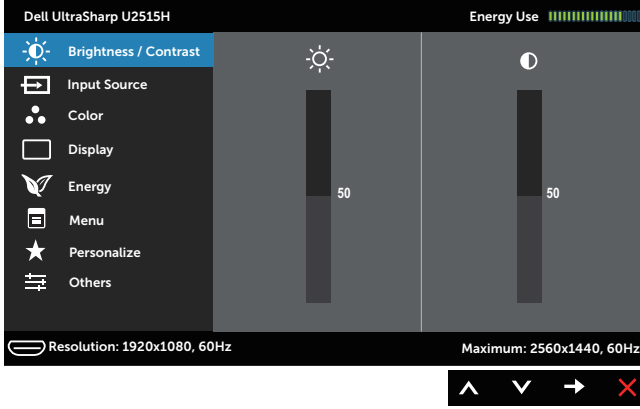 Dell UltraSharp U2515H
Energy Use
Brightness / Contrast
Input Source
Color
Display
Energy
Menu
Personalize
Others
50
50
Resolution: 1920x1080, 60Hz
Maximum: 2560x1440, 60Hz